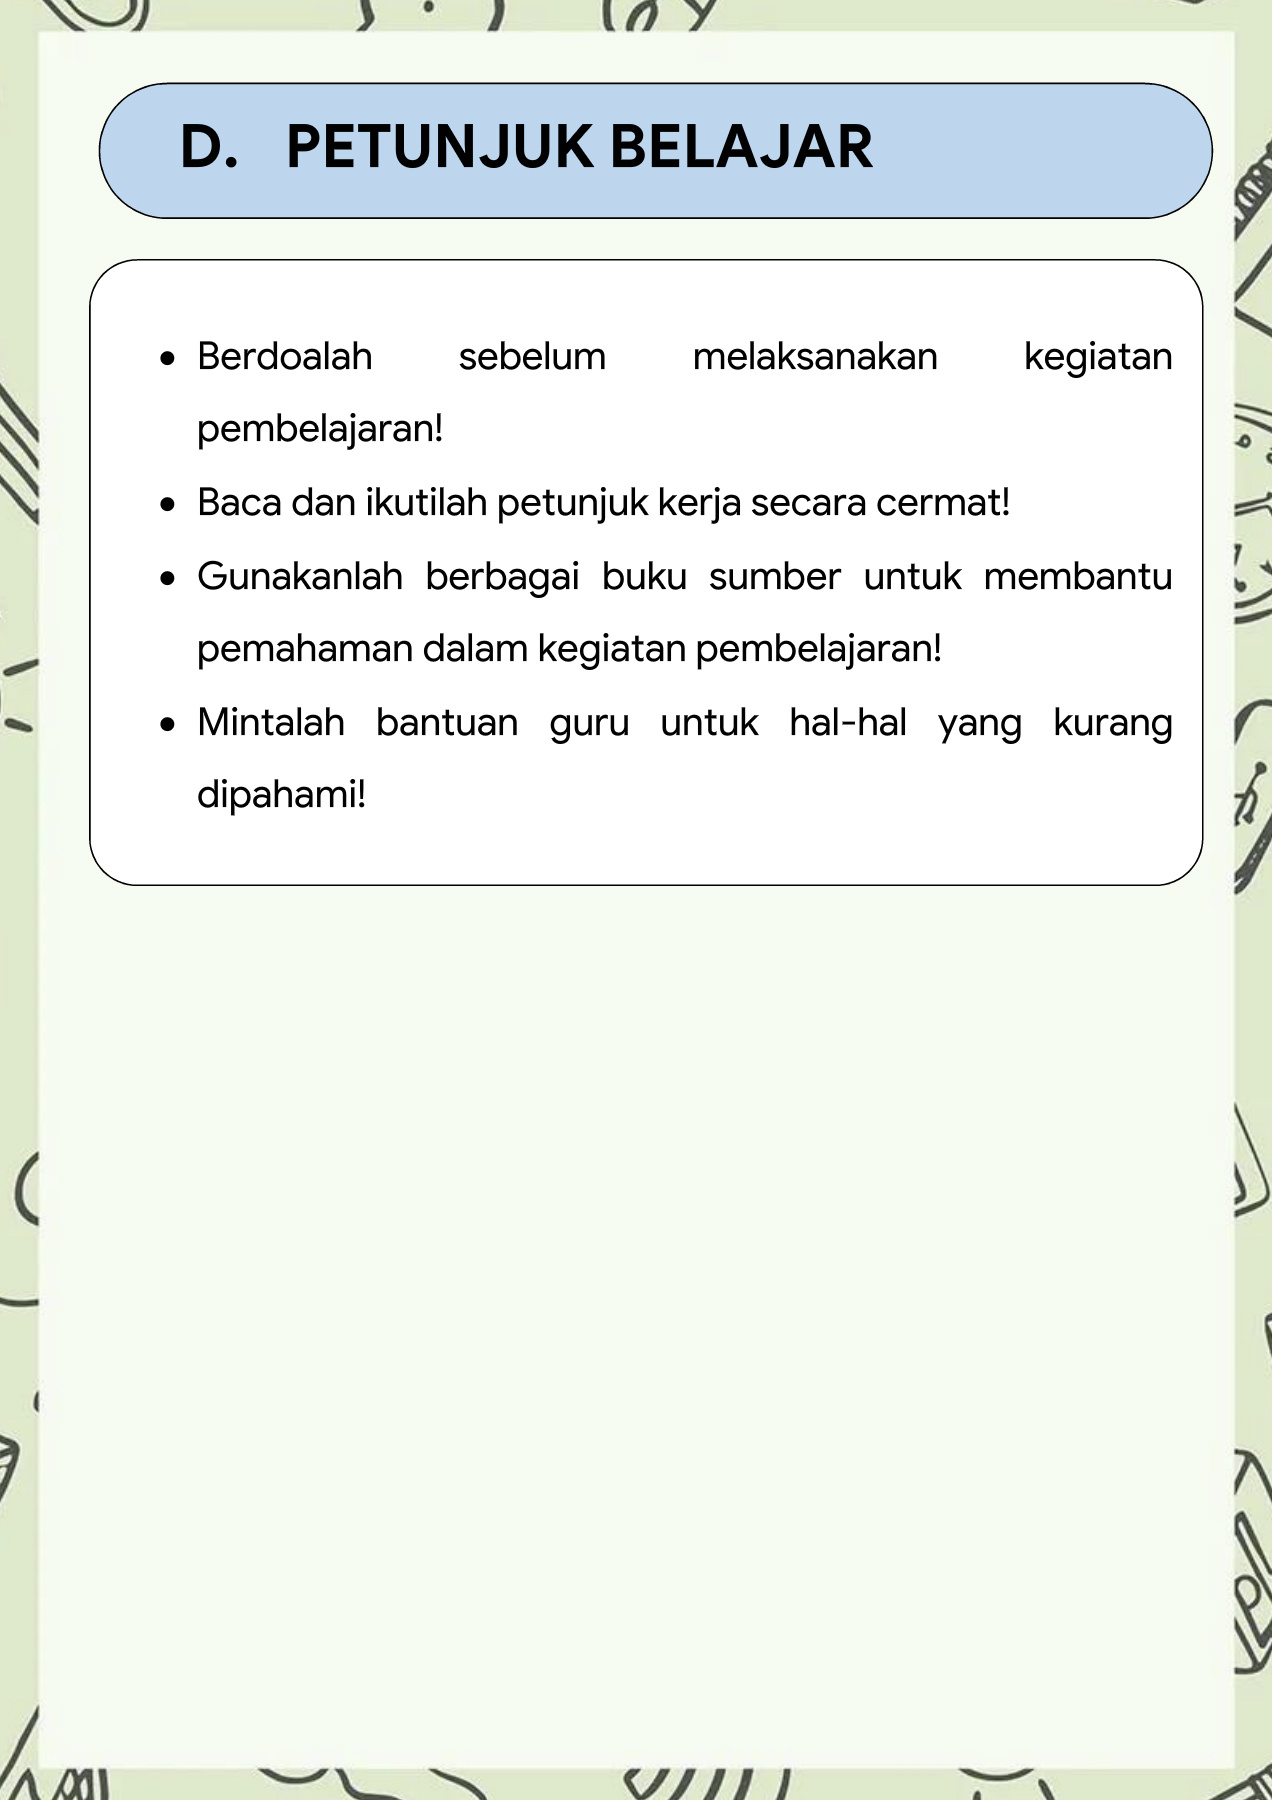 D. PETUNJUK BELAJAR
• Berdoalah sebelum melaksanakan kegiatan
pembelajaran!
• Baca dan ikutilah petunjuk kerja secara cermat!
• Gunakanlah berbagai buku sumber untuk membantu
pemahaman dalam kegiatan pembelajaran!
• Mintalah bantuan guru untuk hal-hal yang kurang
dipahami!